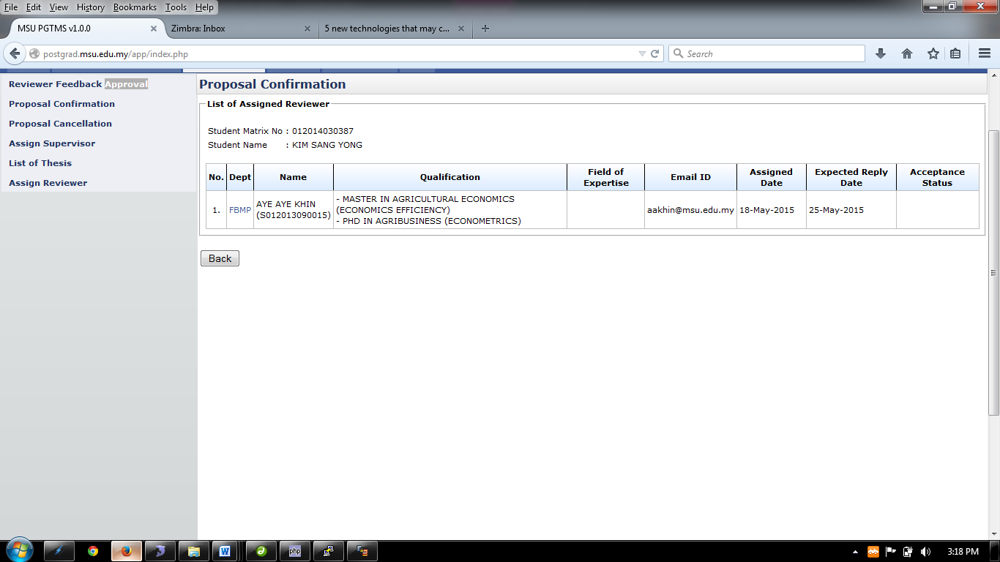 File Edit View History Bookmarks Tools Help
MSU PGTMS v1.0.0
Zimbra: Inbox
5 new technologies that may c...
postgrad.msu.edu.my/app/index.php
Search
Reviewer Feedback Approval
Proposal Confirmation
Proposal Cancellation
Assign Supervisor
List of Thesis
Assign Reviewer
Proposal Confirmation
List of Assigned Reviewer
Student Matrix No : 012014030387
Student Name : KIM SANG YONG
No. Dept Name Qualification Field of Expertise Email ID Assigned Date Expected Reply Date Acceptance Status
1. FBMP AYE AYE KHIN (S012013090015)
- MASTER IN AGRICULTURAL ECONOMICS
(ECONOMICS EFFICIENCY)
- PHD IN AGRIBUSINESS (ECONOMETRICS)
aakhin@msu.edu.my 18-May-2015 25-May-2015
Back
php
3:18 PM